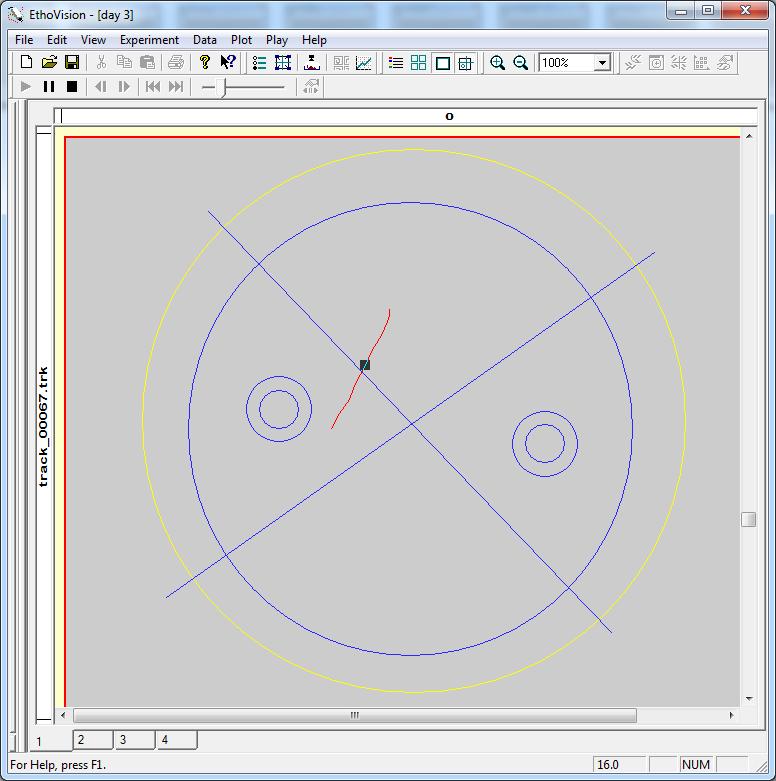 EthoVision - [day 3]
File Edit View Experiment Data Plot Play Help
100%
o
track_00067.trk
1 2 3 4
For Help, press F1. 16.0 NUM